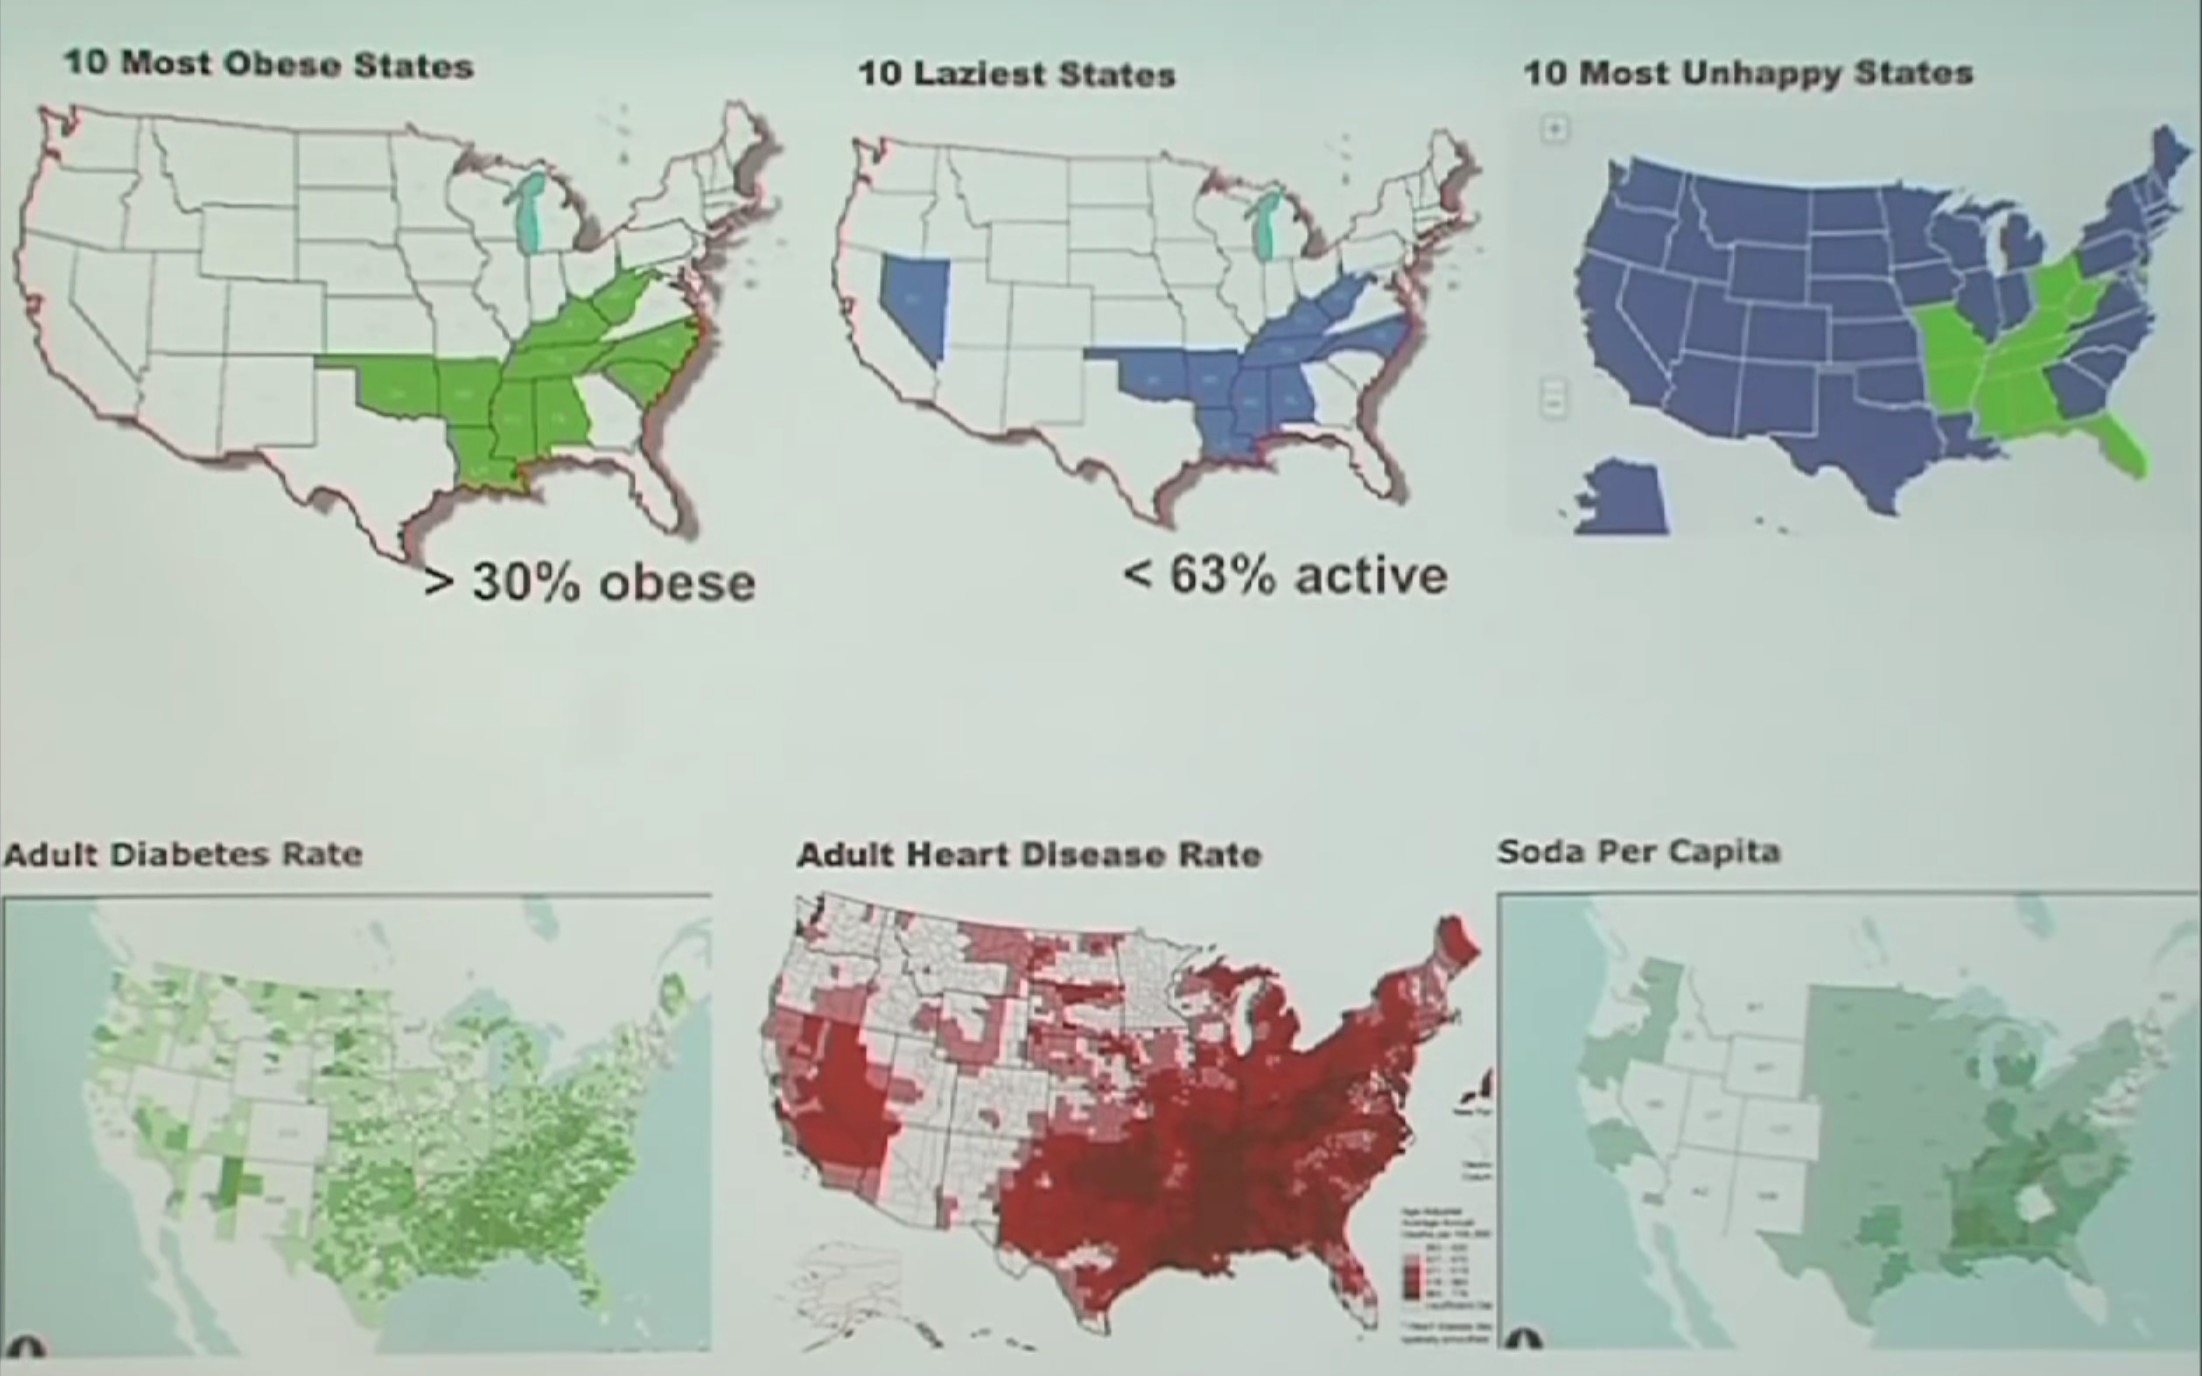 10 Most Obese States
10 Laziest States
10 Most Unhappy States
> 30% obese
< 63% active
Adult Diabetes Rate
Adult Heart Disease Rate
Soda Per Capita